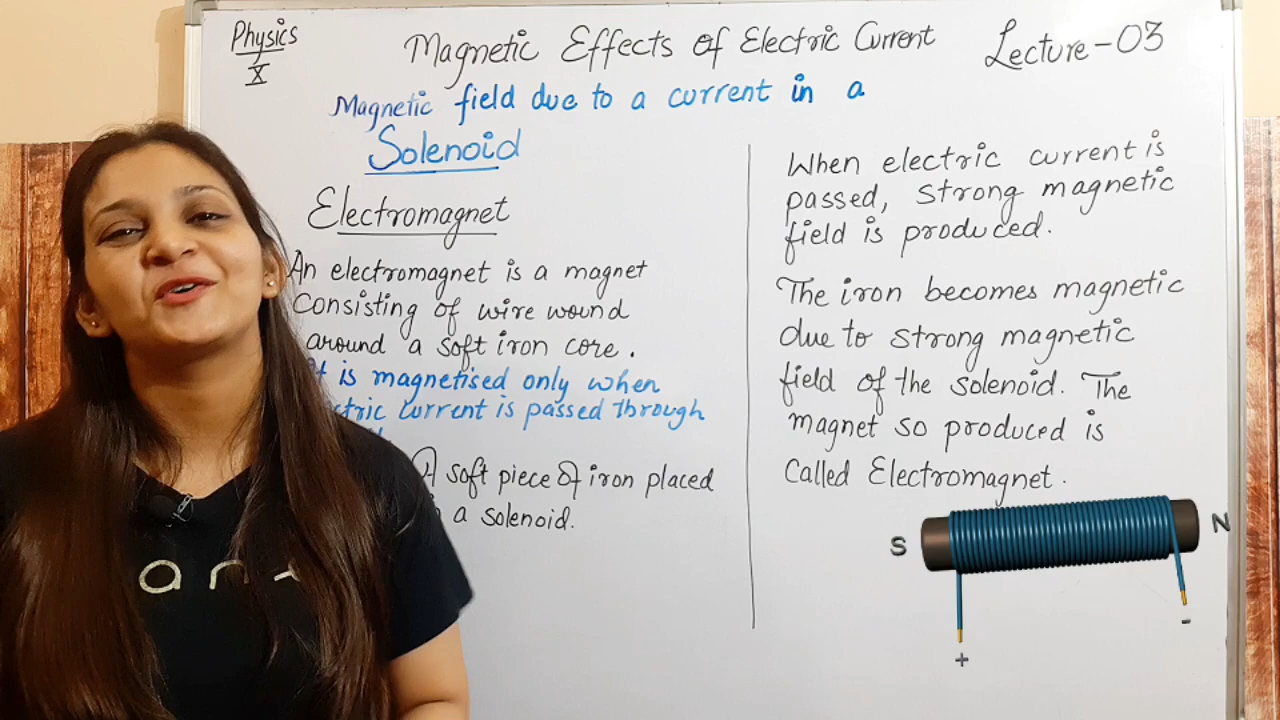 Physics
X
Magnetic Effects of Electric Current
Lecture-03
Magnetic field due to a current in a
Solenoid
Electromagnet
An electromagnet is a magnet
Consisting of wire wound
around a soft iron core.
It is magnetised only when
current is passed through
A soft piece of iron placed
a solenoid.
When electric current is
passed, strong magnetic
field is produced.
The iron becomes magnetic
due to strong magnetic
field of the solenoid. The
magnet so produced is
Called Electromagnet.
S
N
-
+